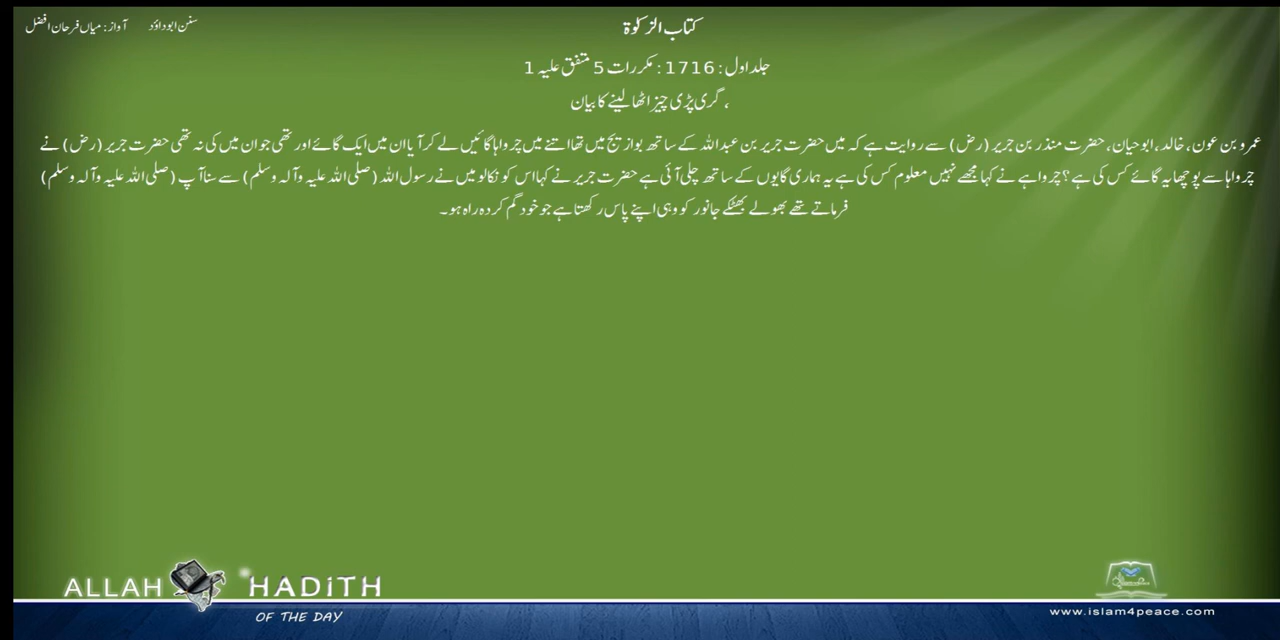 کتاب الزکوٰۃ
سنن ابوداؤد آواز: میاں فرحان افضل
جلد اول : 1716 : مکررات 5 متفق علیہ 1
، گری پڑی چیز اٹھا لینے کا بیان
عمرو بن عون، خالد، ابوحیان، حضرت منذر بن جریر (رض) سے روایت ہے کہ میں حضرت جریر بن عبداللہ کے ساتھ بوازیج میں تھا اتنے میں چرواہا گائیں لے کر آیا ان میں ایک گائے اور تھی جو ان میں کی نہ تھی حضرت جریر (رض) نے
چرواہا سے پوچھا یہ گائے کس کی ہے؟ چرواہے نے کہا مجھے نہیں معلوم کس کی ہے یہ ہماری گایوں کے ساتھ چلی آئی ہے حضرت جریر نے کہا اس کو نکالو میں نے رسول اللہ (صلی اللہ علیہ وآلہ وسلم) سے سنا آپ (صلی اللہ علیہ وآلہ وسلم)
فرماتے تھے بھولے بھٹکے جانور کو وہی اپنے پاس رکھتا ہے جو خود گم کردہ راہ ہو۔
ALLAH HADITH
OF THE DAY
www.islam4peace.com